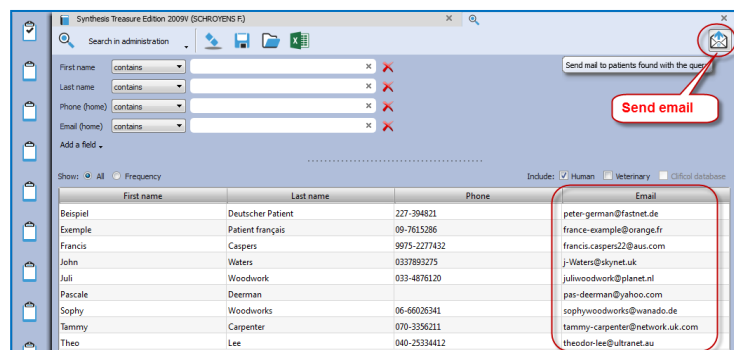 Synthesis Treasure Edition 2009V (SCHROYENS F.)
Search in administration
First name contains
Send mail to patients found with the quer
Last name contains
Send email
Phone (home) contains
Email (home) contains
Add a field
Show: All Frequency Include: Human Veterinary Clificol database
First name Last name Phone Email
Beispiel Deutscher Patient 227-394821 peter-german@fastnet.de
Exemple Patient français 09-7615286 france-example@orange.fr
Francis Caspers 9975-2277432 francis.caspers22@aus.com
John Waters 0337893275 j-Waters@skynet.uk
Juli Woodwork 033-4876120 juliwoodwork@planet.nl
Pascale Deerman pas-deerman@yahoo.com
Sophy Woodworks 06-66026341 sophywoodworks@wanado.de
Tammy Carpenter 070-3356211 tammy-carpenter@network.uk.com
Theo Lee 040-25334412 theodor-lee@ultranet.au